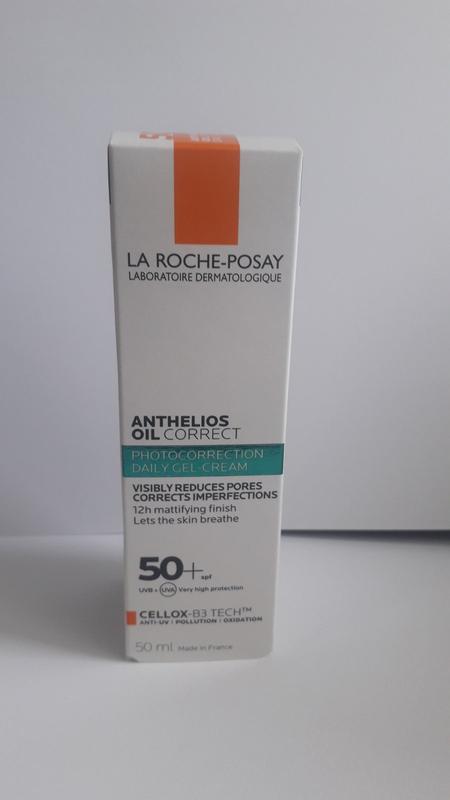 LA ROCHE-POSAY
LABORATOIRE DERMATOLOGIQUE
ANTHELIOS
OIL CORRECT
PHOTOCORRECTION
DAILY GEL-CREAM
VISIBLY REDUCES PORES
CORRECTS IMPERFECTIONS
12h mattifying finish
Lets the skin breathe
50+ spf
UVB + UVA Very high protection
CELLOX-B3 TECH™
ANTI-UV | POLLUTION | OXIDATION
50 ml Made in France